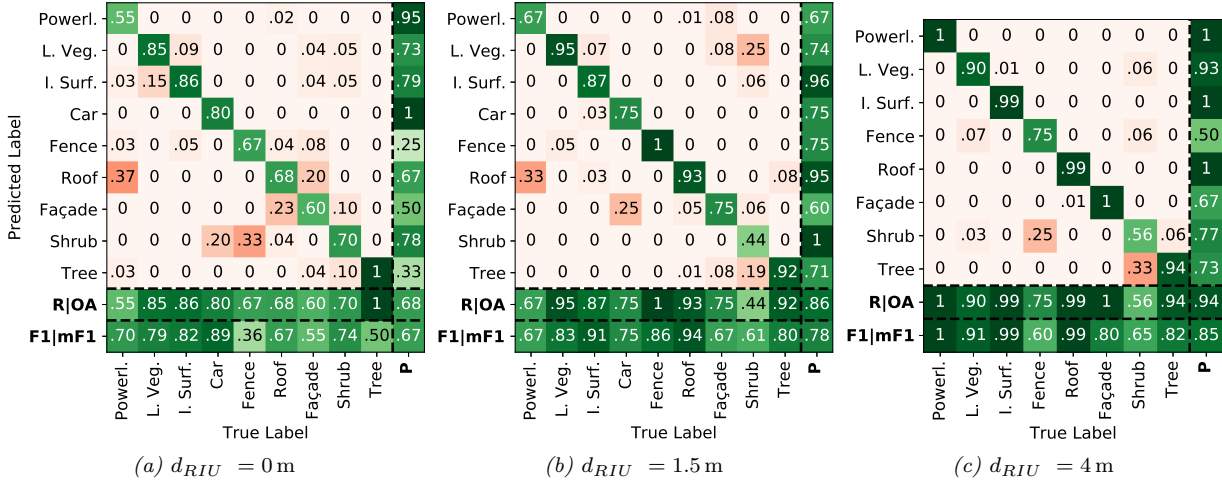 Predicted Label
Powerl. .55 0 0 0 0 .02 0 0 0 .95
L. Veg. 0 .85 .09 0 0 0 .04 .05 0 .73
I. Surf. .03 .15 .86 0 0 0 .04 .05 0 .79
Car 0 0 0 .80 0 0 0 0 0 1
Fence .03 0 .05 0 .67 .04 .08 0 0 .25
Roof .37 0 0 0 0 .68 .20 0 0 .67
Façade 0 0 0 0 0 .23 .60 .10 0 .50
Shrub 0 0 0 .20 .33 .04 0 .70 0 .78
Tree .03 0 0 0 0 0 .04 .10 1 .33
R|OA .55 .85 .86 .80 .67 .68 .60 .70 1 .68
F1|mF1 .70 .79 .82 .89 .36 .67 .55 .74 .50 .67
Powerl. L. Veg. I. Surf. Car Fence Roof Façade Shrub Tree P
True Label
(a) d_RIU = 0 m
Powerl. .67 0 0 0 0 .01 .08 0 0 .67
L. Veg. 0 .95 .07 0 0 0 .08 .25 0 .74
I. Surf. 0 0 .87 0 0 0 0 .06 0 .96
Car 0 0 .03 .75 0 0 0 0 0 .75
Fence 0 .05 0 0 1 0 0 0 0 .75
Roof .33 0 .03 0 0 .93 0 0 .08 .95
Façade 0 0 0 .25 0 .05 .75 .06 0 .60
Shrub 0 0 0 0 0 0 0 .44 0 1
Tree 0 0 0 0 0 .01 .08 .19 .92 .71
R|OA .67 .95 .87 .75 1 .93 .75 .44 .92 .86
F1|mF1 .67 .83 .91 .75 .86 .94 .67 .61 .80 .78
Powerl. L. Veg. I. Surf. Car Fence Roof Façade Shrub Tree P
True Label
(b) d_RIU = 1.5 m
Powerl. 1 0 0 0 0 0 0 0 1
L. Veg. 0 .90 .01 0 0 0 .06 0 .93
I. Surf. 0 0 .99 0 0 0 0 0 1
Fence 0 .07 0 .75 0 0 .06 0 .50
Roof 0 0 0 0 .99 0 0 0 1
Façade 0 0 0 0 .01 1 0 0 .67
Shrub 0 .03 0 .25 0 0 .56 .06 .77
Tree 0 0 0 0 0 0 .33 .94 .73
R|OA 1 .90 .99 .75 .99 1 .56 .94 .94
F1|mF1 1 .91 .99 .60 .99 .80 .65 .82 .85
Powerl. L. Veg. I. Surf. Fence Roof Façade Shrub Tree P
True Label
(c) d_RIU = 4 m